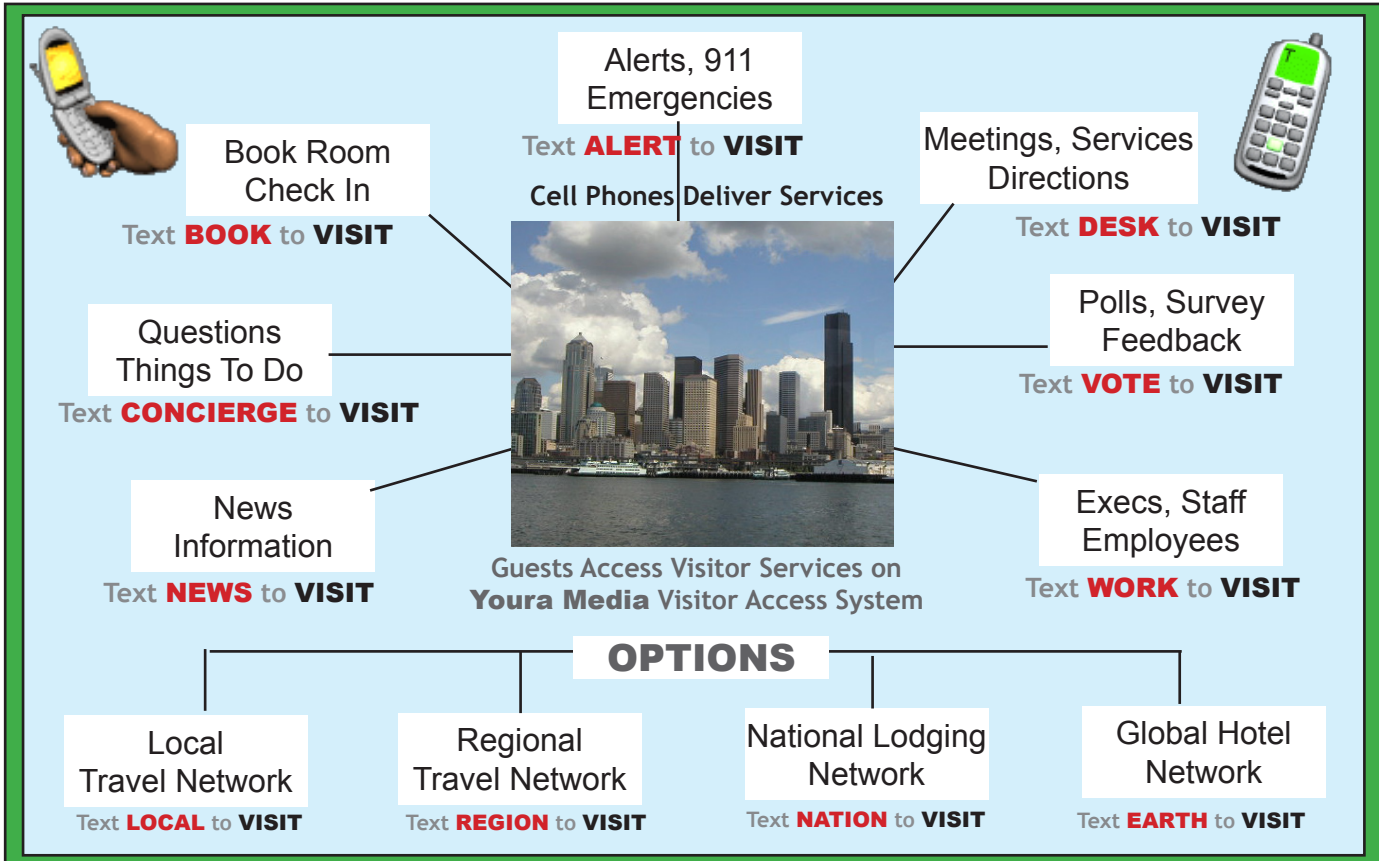 Alerts, 911
Emergencies
Text ALERT to VISIT
Cell Phones Deliver Services
Book Room
Check In
Text BOOK to VISIT
Meetings, Services
Directions
Text DESK to VISIT
Questions
Things To Do
Text CONCIERGE to VISIT
Polls, Survey
Feedback
Text VOTE to VISIT
News
Information
Text NEWS to VISIT
Execs, Staff
Employees
Text WORK to VISIT
Guests Access Visitor Services on
Youra Media Visitor Access System
OPTIONS
Local
Travel Network
Text LOCAL to VISIT
Regional
Travel Network
Text REGION to VISIT
National Lodging
Network
Text NATION to VISIT
Global Hotel
Network
Text EARTH to VISIT
T